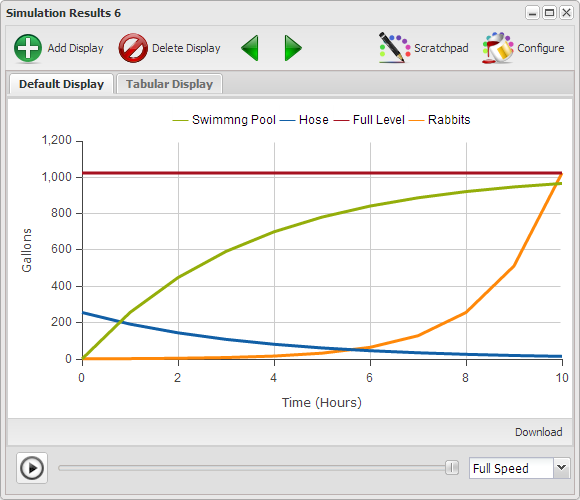 Simulation Results 6
Add Display Delete Display Scratchpad Configure
Default Display Tabular Display
Swimmng Pool Hose Full Level Rabbits
1,200
1,000
800
600
400
200
0
Gallons
0 2 4 6 8 10
Time (Hours)
Download
Full Speed